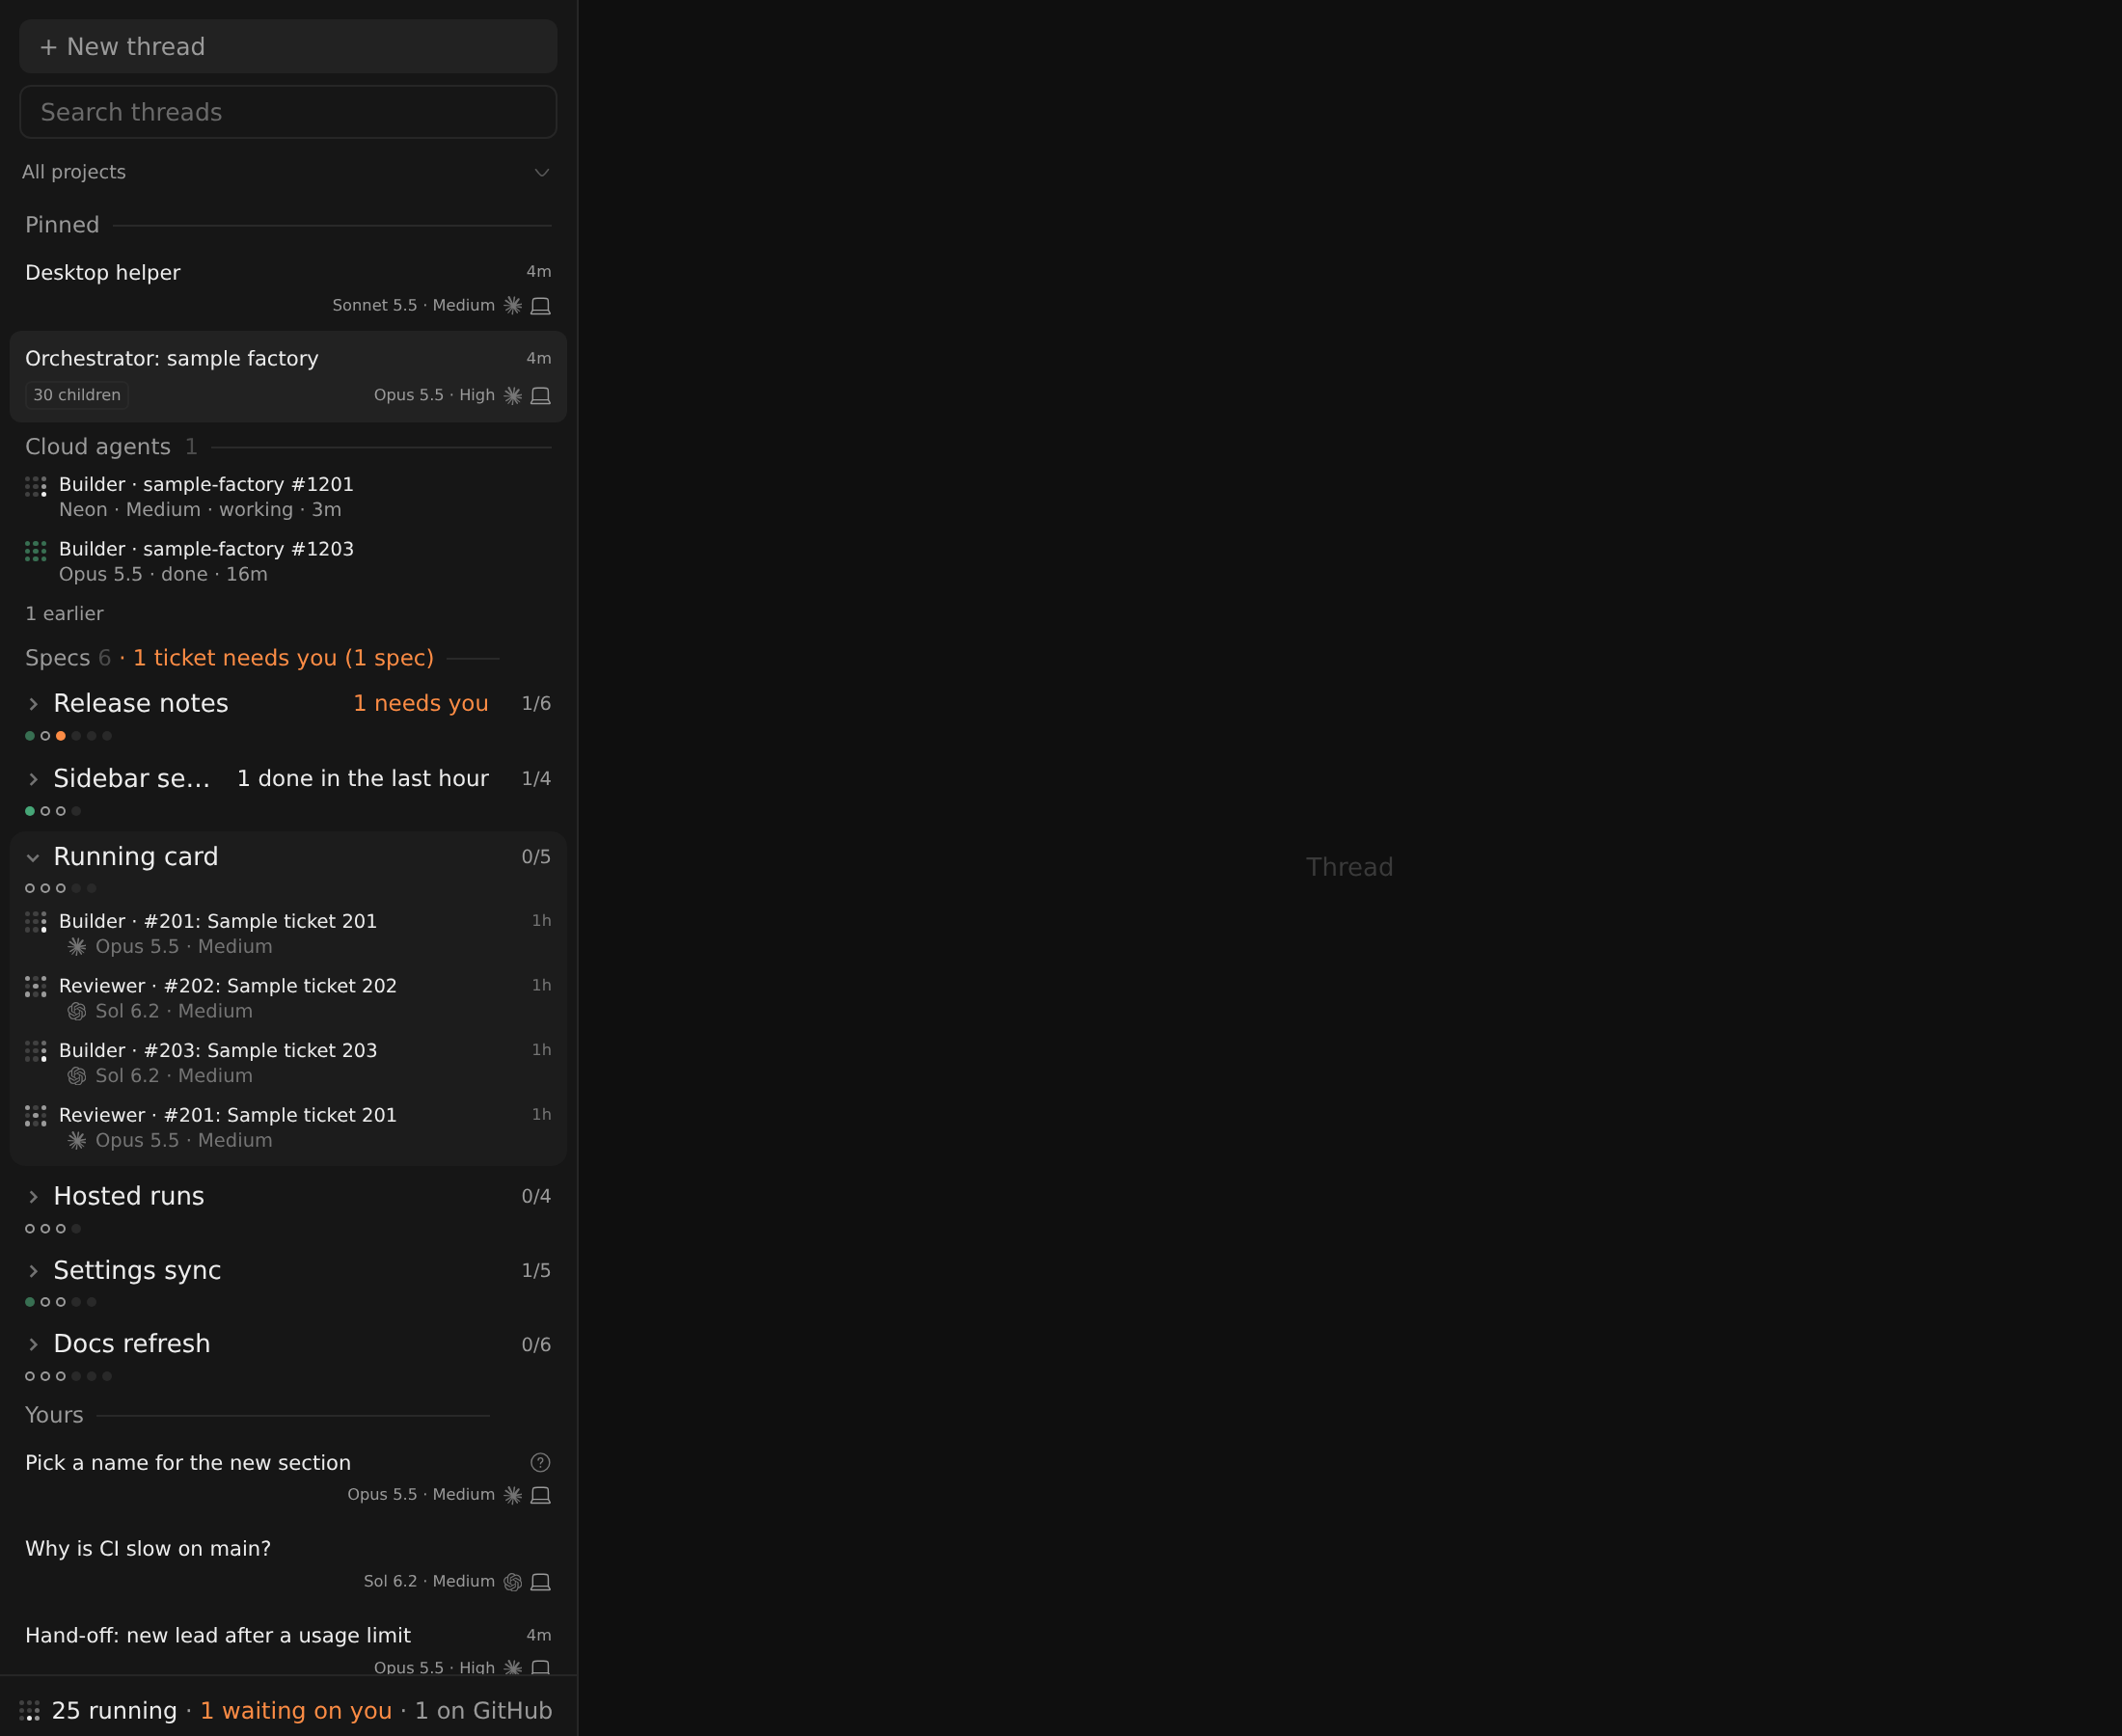 + New thread
Search threads
All projects
Pinned
Desktop helper 4m
Sonnet 5.5 · Medium
Orchestrator: sample factory 4m
30 children Opus 5.5 · High
Cloud agents 1
Builder · sample-factory #1201
Neon · Medium · working · 3m
Builder · sample-factory #1203
Opus 5.5 · done · 16m
1 earlier
Specs 6 · 1 ticket needs you (1 spec)
Release notes 1 needs you 1/6
Sidebar se... 1 done in the last hour 1/4
Running card 0/5
Builder · #201: Sample ticket 201 1h
Opus 5.5 · Medium
Reviewer · #202: Sample ticket 202 1h
Sol 6.2 · Medium
Builder · #203: Sample ticket 203 1h
Sol 6.2 · Medium
Reviewer · #201: Sample ticket 201 1h
Opus 5.5 · Medium
Hosted runs 0/4
Settings sync 1/5
Docs refresh 0/6
Yours
Pick a name for the new section ?
Opus 5.5 · Medium
Why is CI slow on main?
Sol 6.2 · Medium
Hand-off: new lead after a usage limit 4m
Opus 5.5 · High
25 running · 1 waiting on you · 1 on GitHub
Thread